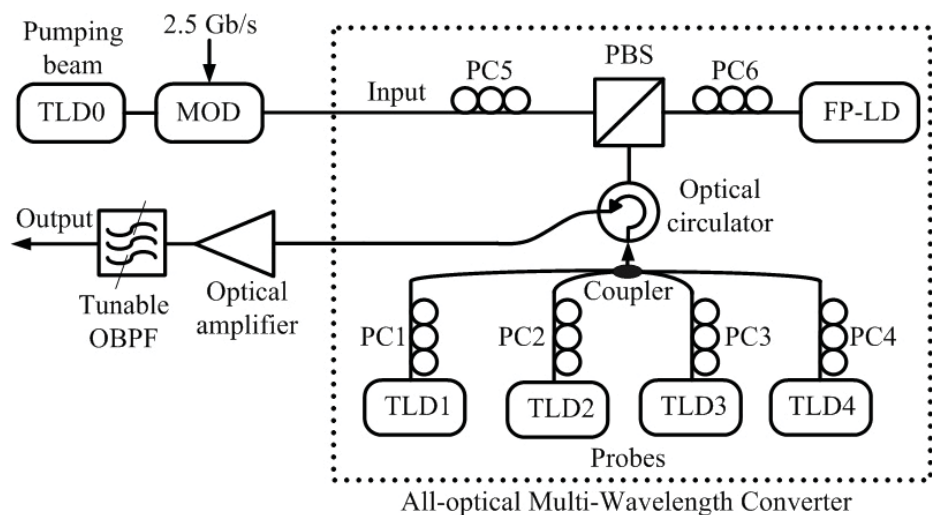 2.5 Gb/s
Pumping
beam
TLD0
MOD
Input
PC5
PBS
PC6
FP-LD
Optical
circulator
Output
Tunable
OBPF
Optical
amplifier
Coupler
PC1
PC2
PC3
PC4
TLD1
TLD2
TLD3
TLD4
Probes
All-optical Multi-Wavelength Converter